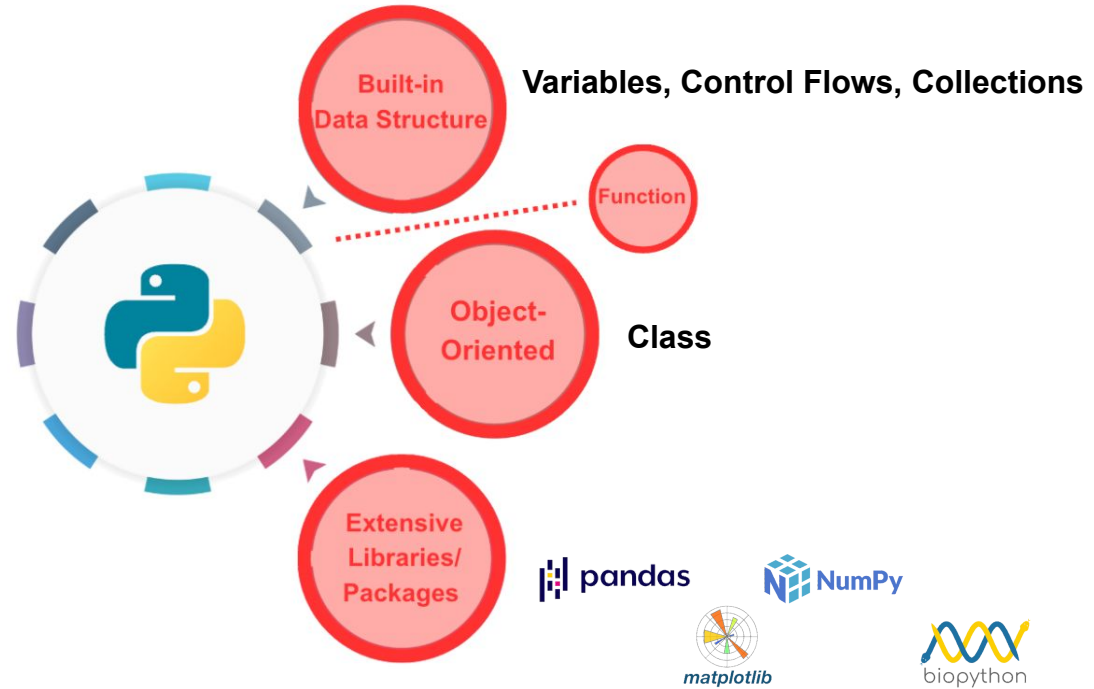 Built-in
Data Structure
Variables, Control Flows, Collections
Function
Object-
Oriented
Class
Extensive
Libraries/
Packages
pandas
NumPy
matplotlib
biopython